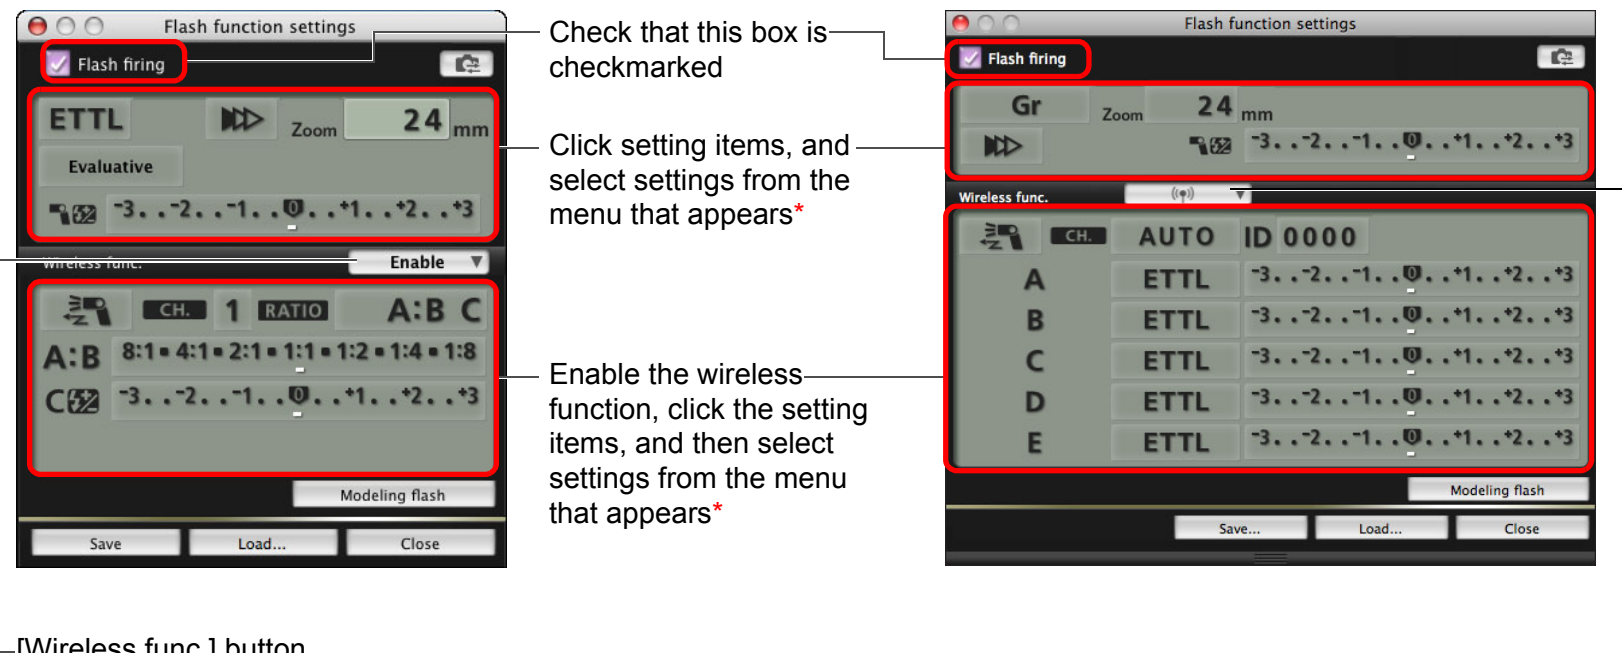 Flash function settings
Flash firing
ETTL
Zoom
24 mm
Evaluative
-3..-2..-1..0..+1..+2..+3
Wireless func.
Enable
CH. 1 RATIO A:B C
A:B 8:1 4:1 2:1 1:1 1:2 1:4 1:8
C -3..-2..-1..0..+1..+2..+3
Modeling flash
Save Load... Close
Check that this box is
checkmarked
Click setting items, and
select settings from the
menu that appears*
Enable the wireless
function, click the setting
items, and then select
settings from the menu
that appears*
Flash function settings
Flash firing
Gr Zoom 24 mm
-3..-2..-1..0..+1..+2..+3
Wireless func.
CH. AUTO ID 0000
A ETTL -3..-2..-1..0..+1..+2..+3
B ETTL -3..-2..-1..0..+1..+2..+3
C ETTL -3..-2..-1..0..+1..+2..+3
D ETTL -3..-2..-1..0..+1..+2..+3
E ETTL -3..-2..-1..0..+1..+2..+3
Modeling flash
Save... Load... Close
[Wireless func.] button